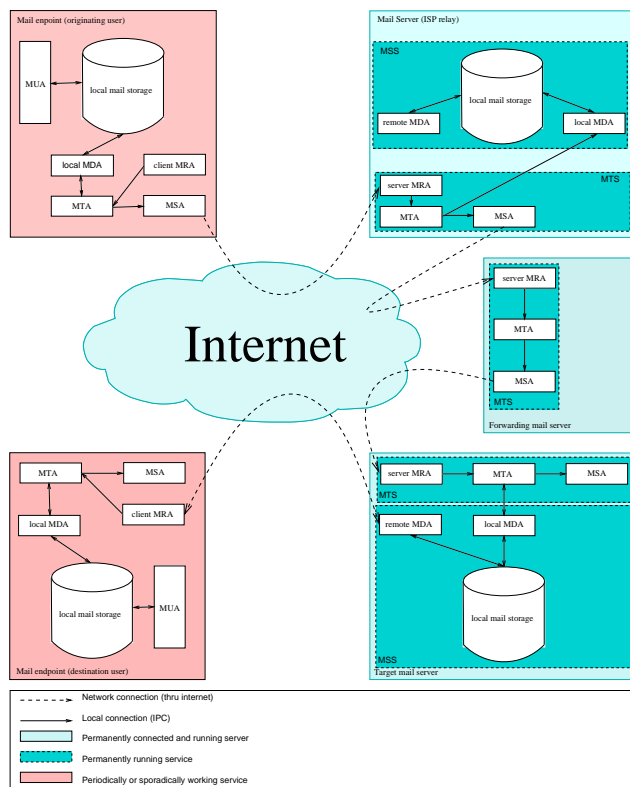 Mail enpoint (originating user)
MUA
local mail storage
local MDA
client MRA
MTA
MSA
Mail Server (ISP relay)
MSS
local mail storage
remote MDA
local MDA
MTS
server MRA
MTA
MSA
Internet
server MRA
MTA
MSA
MTS
Forwarding mail server
MTA
MSA
client MRA
local MDA
local mail storage
MUA
Mail endpoint (destination user)
server MRA
MTA
MSA
MTS
remote MDA
local MDA
local mail storage
MSS
Target mail server
Network connection (thru internet)
Local connection (IPC)
Permanently connected and running server
Permanently running service
Periodically or sporadically working service